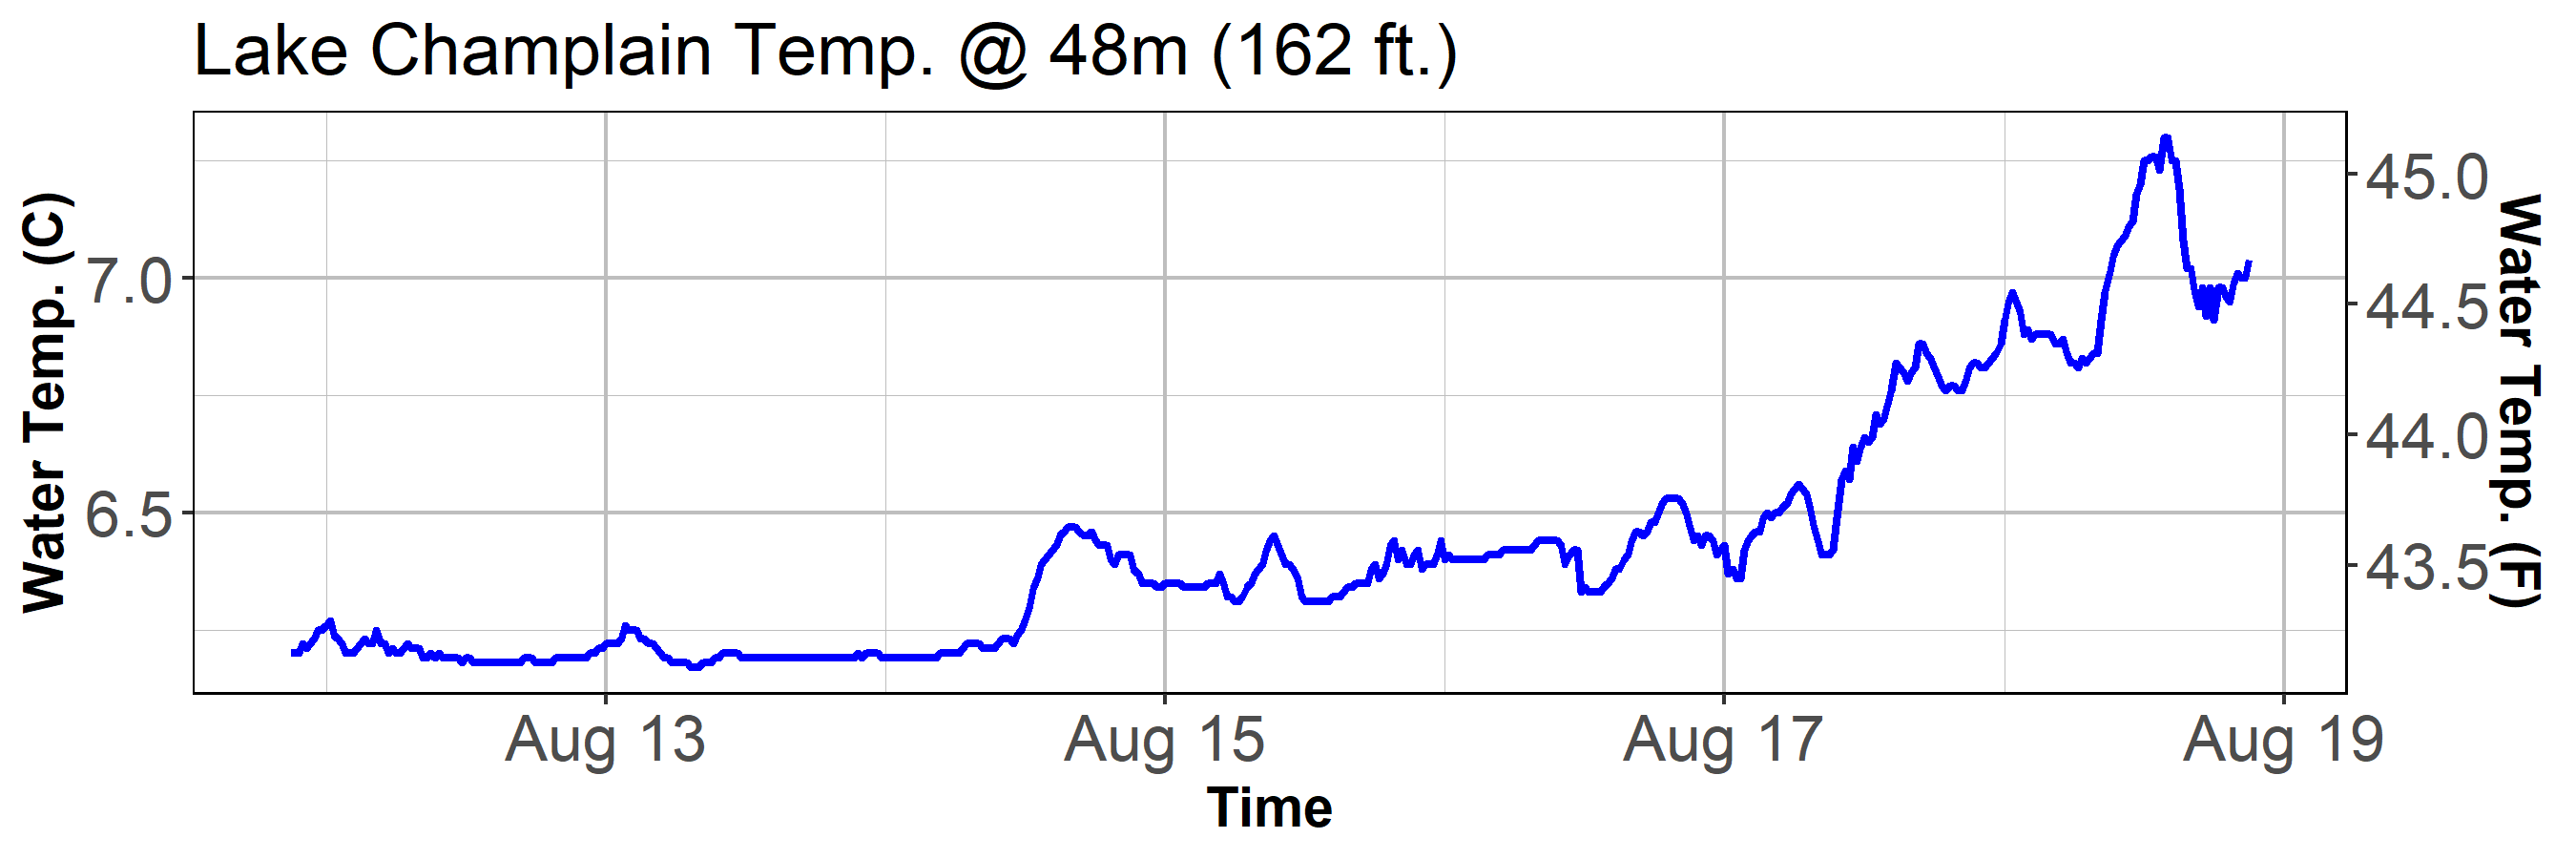 Lake Champlain Temp. @ 48m (162 ft.)
Water Temp. (C)
7.0
6.5
45.0
44.5
44.0
43.5
Water Temp. (F)
Aug 13
Aug 15
Aug 17
Aug 19
Time